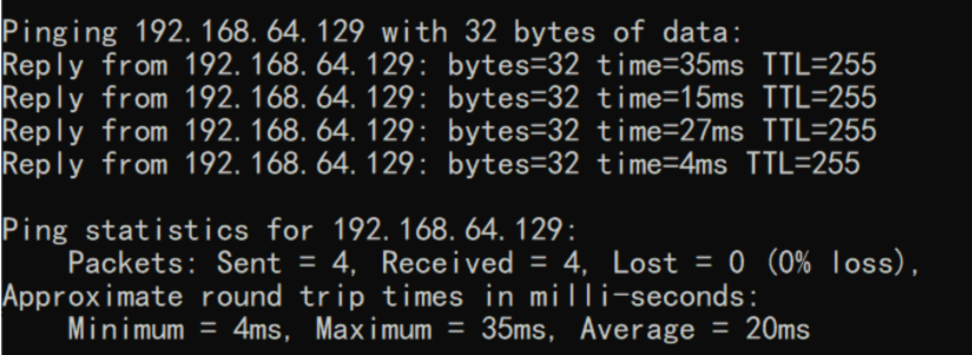 Pinging 192.168.64.129 with 32 bytes of data:
Reply from 192.168.64.129: bytes=32 time=35ms TTL=255
Reply from 192.168.64.129: bytes=32 time=15ms TTL=255
Reply from 192.168.64.129: bytes=32 time=27ms TTL=255
Reply from 192.168.64.129: bytes=32 time=4ms TTL=255
Ping statistics for 192.168.64.129:
Packets: Sent = 4, Received = 4, Lost = 0 (0% loss),
Approximate round trip times in milli-seconds:
Minimum = 4ms, Maximum = 35ms, Average = 20ms